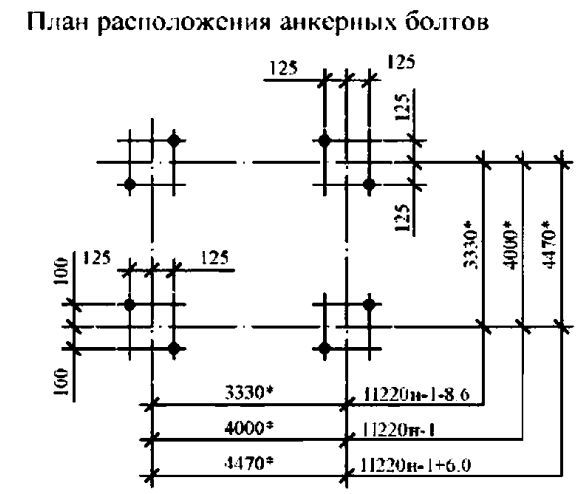 План расположения анкерных болтов
125 125
125
125
125 125
100
100
3330*
4000*
4470*
3330* П220н-1-8.6
4000* П220н-1
4470* П220н-1+6.0